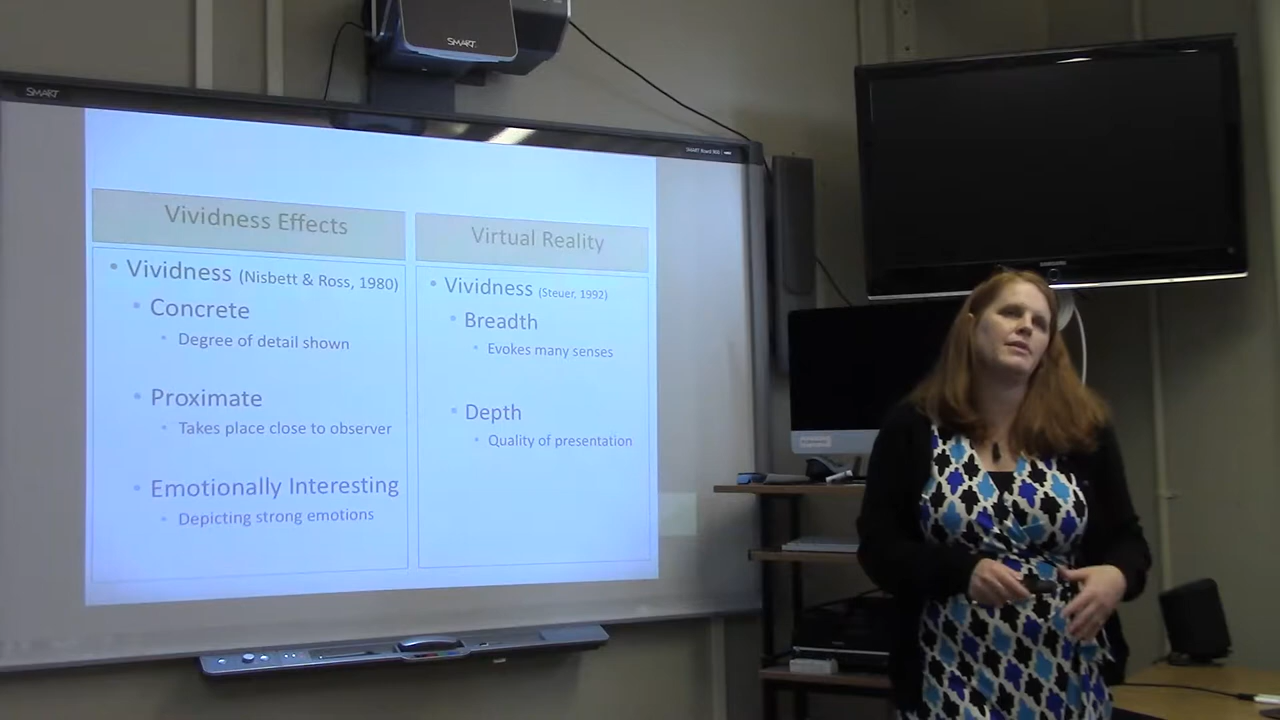 SMART
SMART
SAMSUNG
Vividness Effects
• Vividness (Nisbett & Ross, 1980)
• Concrete
• Degree of detail shown
• Proximate
• Takes place close to observer
• Emotionally Interesting
• Depicting strong emotions
Virtual Reality
• Vividness (Steuer, 1992)
• Breadth
• Evokes many senses
• Depth
• Quality of presentation